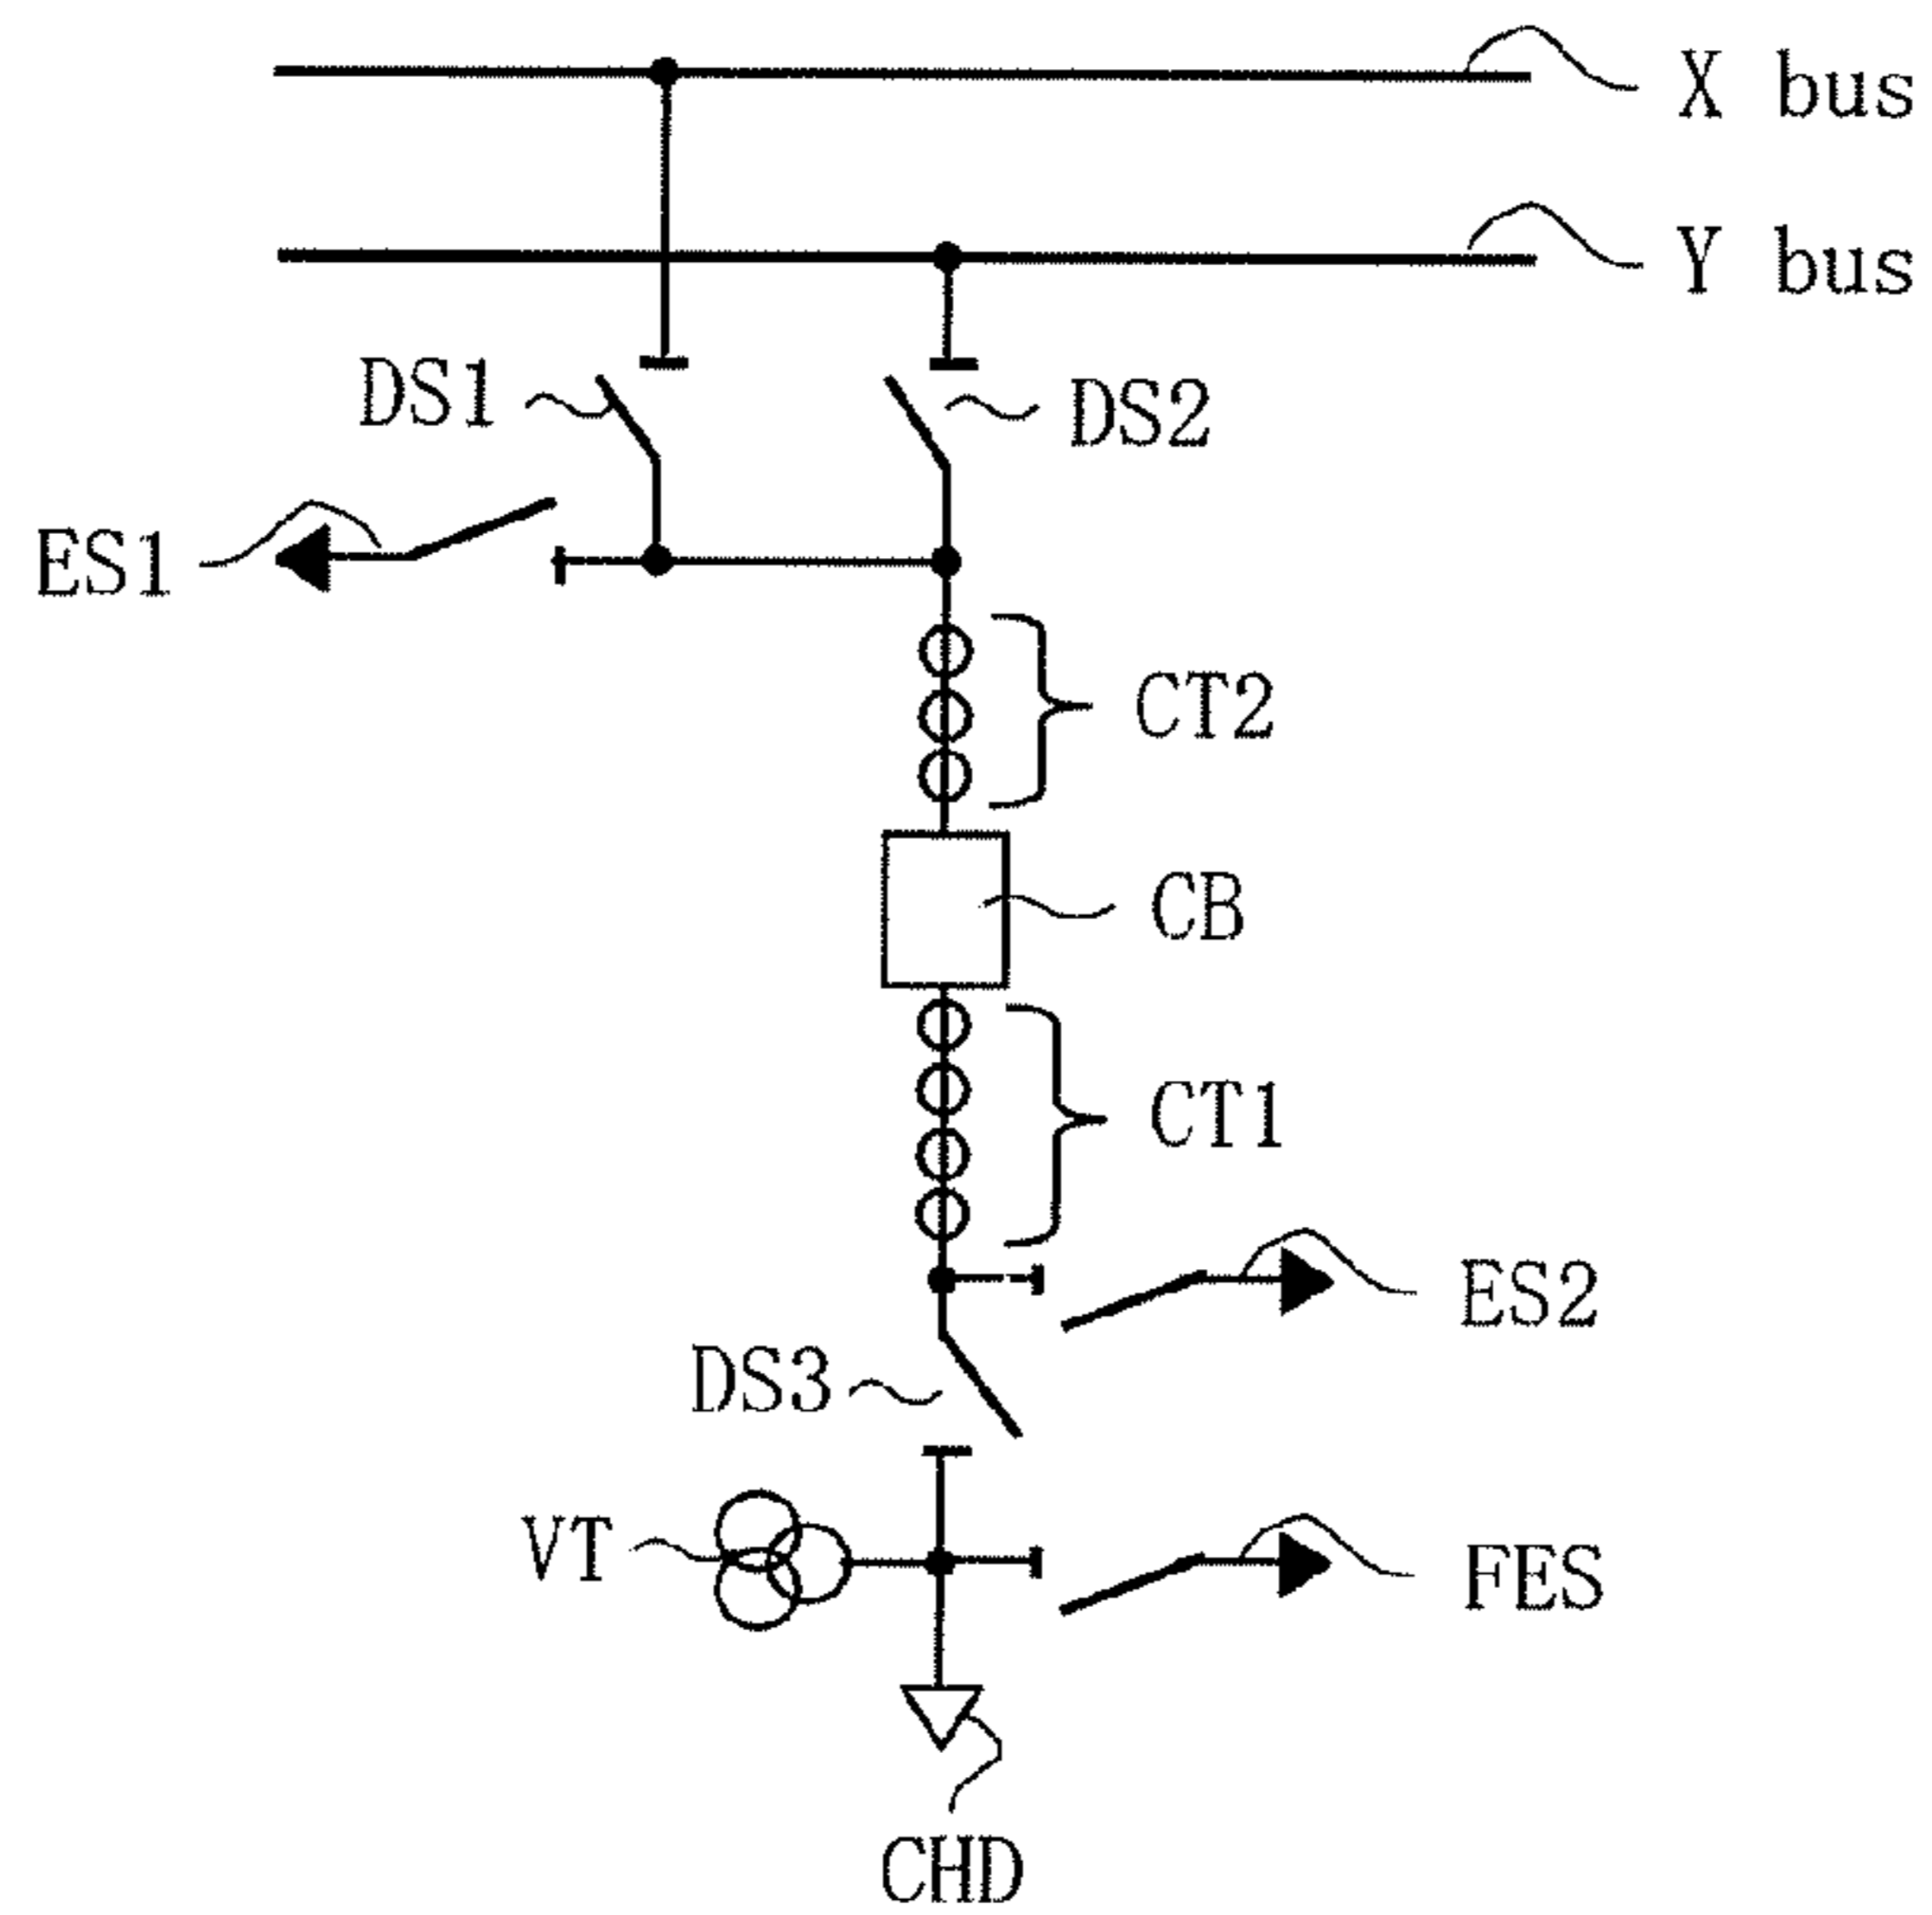 X bus
Y bus
DS1
DS2
ES1
CT2
CB
CT1
ES2
DS3
VT
FES
CHD